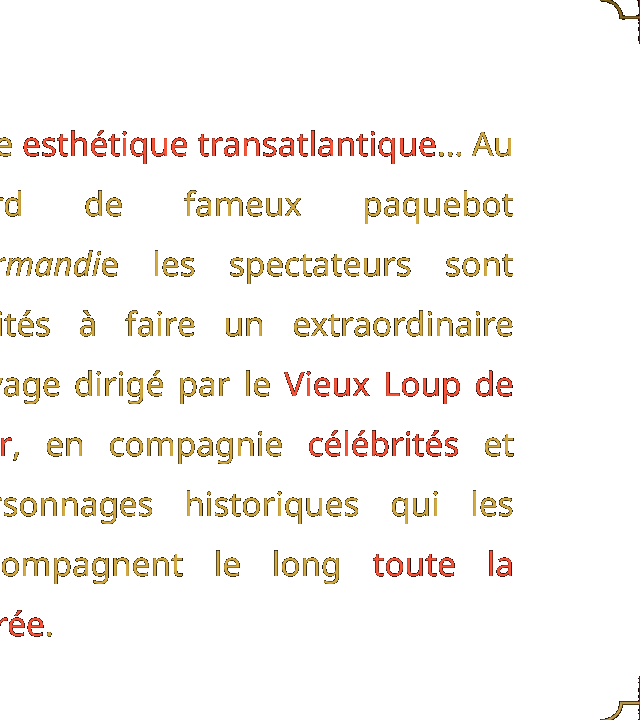 e esthétique transatlantique... Au
rd de fameux paquebot
rmandie les spectateurs sont
ités à faire un extraordinaire
yage dirigé par le Vieux Loup de
r, en compagnie célébrités et
rsonnages historiques qui les
ompagnent le long toute la
rée.